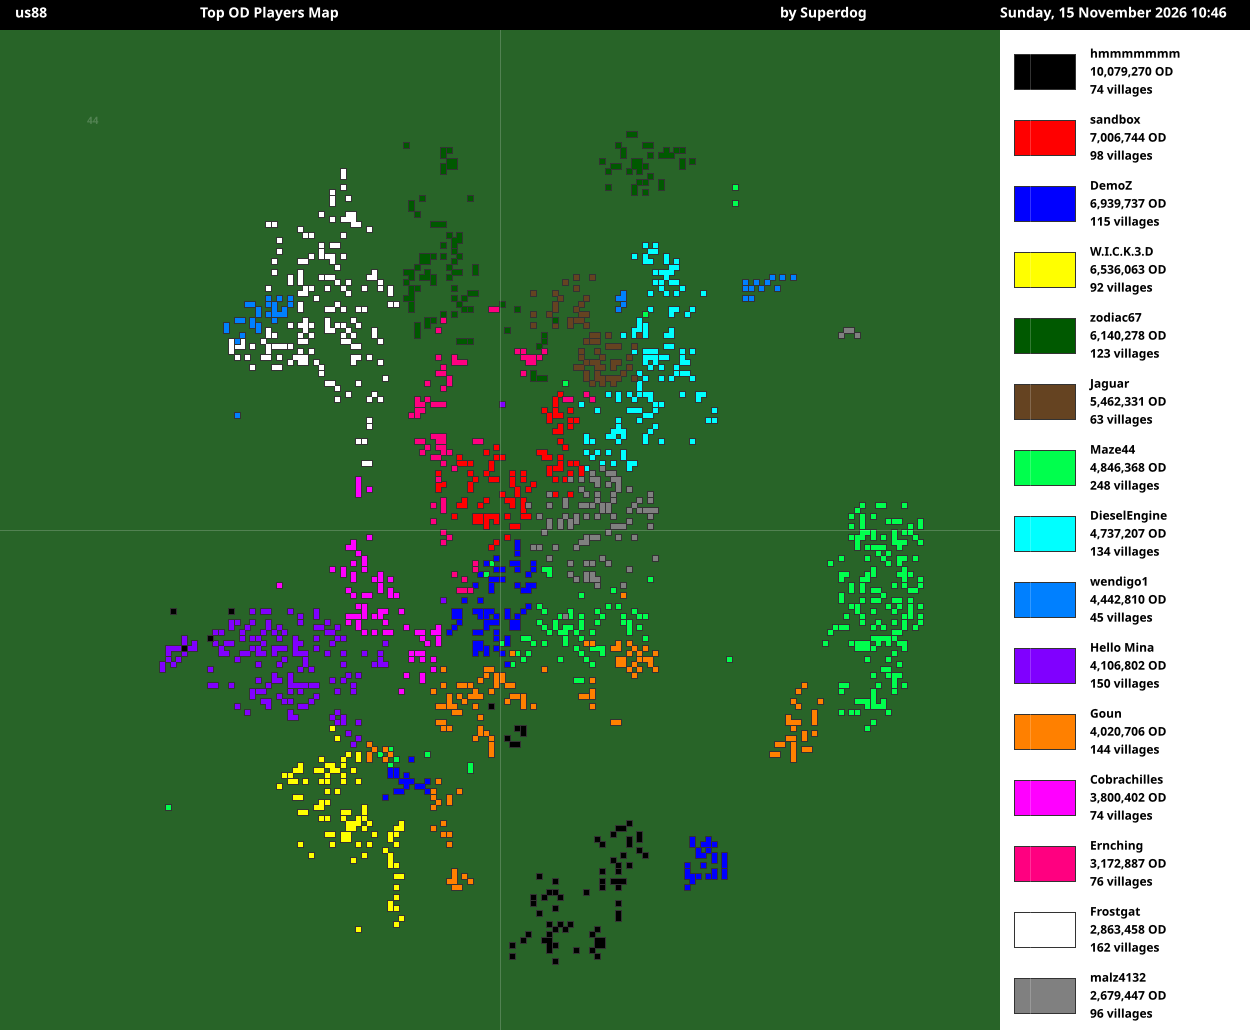 us88 Top OD Players Map by Superdog Sunday, 15 November 2026 10:46
44
hmmmmmmm
10,079,270 OD
74 villages
sandbox
7,006,744 OD
98 villages
DemoZ
6,939,737 OD
115 villages
W.I.C.K.3.D
6,536,063 OD
92 villages
zodiac67
6,140,278 OD
123 villages
Jaguar
5,462,331 OD
63 villages
Maze44
4,846,368 OD
248 villages
DieselEngine
4,737,207 OD
134 villages
wendigo1
4,442,810 OD
45 villages
Hello Mina
4,106,802 OD
150 villages
Goun
4,020,706 OD
144 villages
Cobrachilles
3,800,402 OD
74 villages
Ernching
3,172,887 OD
76 villages
Frostgat
2,863,458 OD
162 villages
malz4132
2,679,447 OD
96 villages